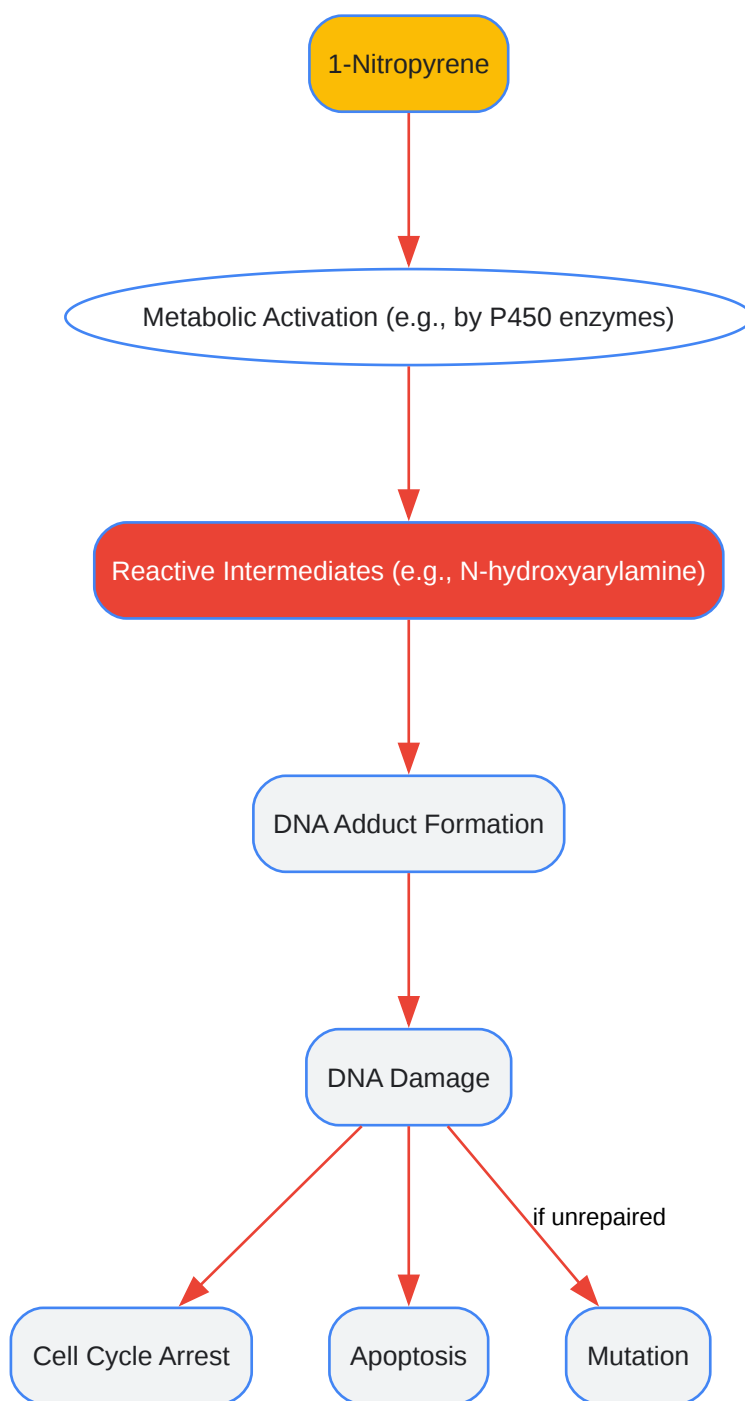 1-Nitropyrene
Metabolic Activation (e.g., by P450 enzymes)
Reactive Intermediates (e.g., N-hydroxyarylamine)
DNA Adduct Formation
DNA Damage
if unrepaired
Cell Cycle Arrest
Apoptosis
Mutation